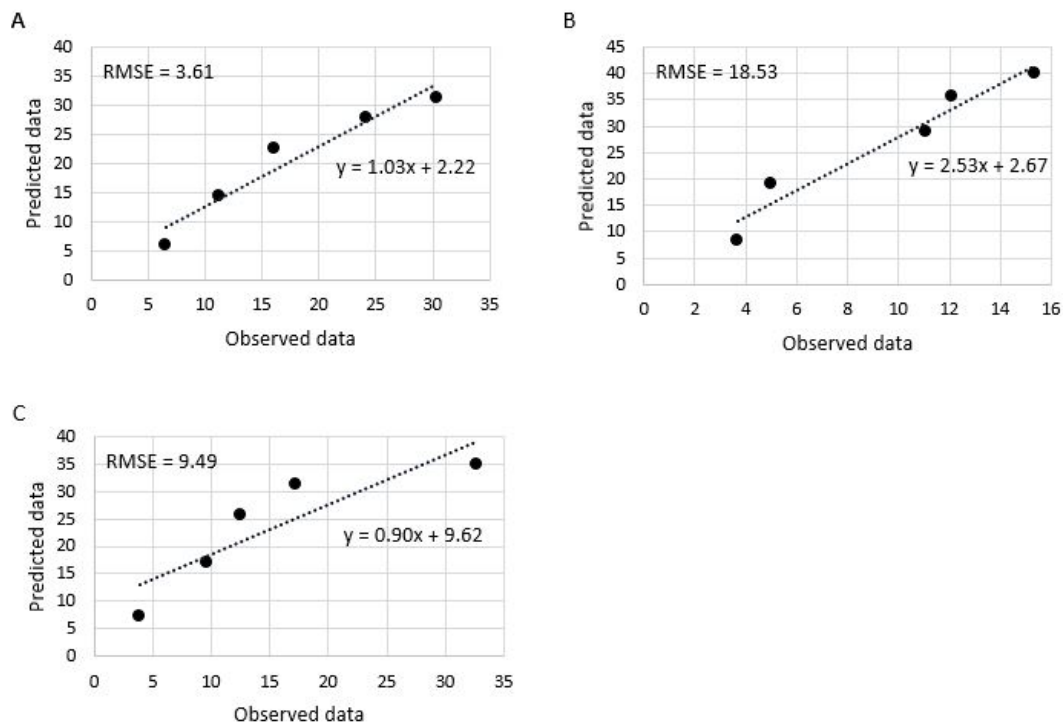 A
40
35
30
25
20
15
10
5
0
Predicted data
RMSE = 3.61
y = 1.03x + 2.22
0 5 10 15 20 25 30 35
Observed data
B
45
40
35
30
25
20
15
10
5
0
Predicted data
RMSE = 18.53
y = 2.53x + 2.67
0 2 4 6 8 10 12 14 16
Observed data
C
40
35
30
25
20
15
10
5
0
Predicted data
RMSE = 9.49
y = 0.90x + 9.62
0 5 10 15 20 25 30 35
Observed data